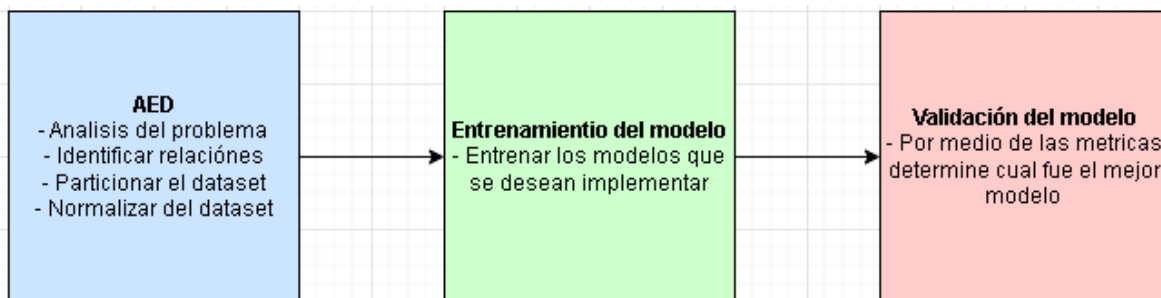 AED
- Analisis del problema
- Identificar relaciónes
- Particionar el dataset
- Normalizar del dataset
Entrenamientio del modelo
- Entrenar los modelos que
se desean implementar
Validación del modelo
- Por medio de las metricas
determine cual fue el mejor
modelo